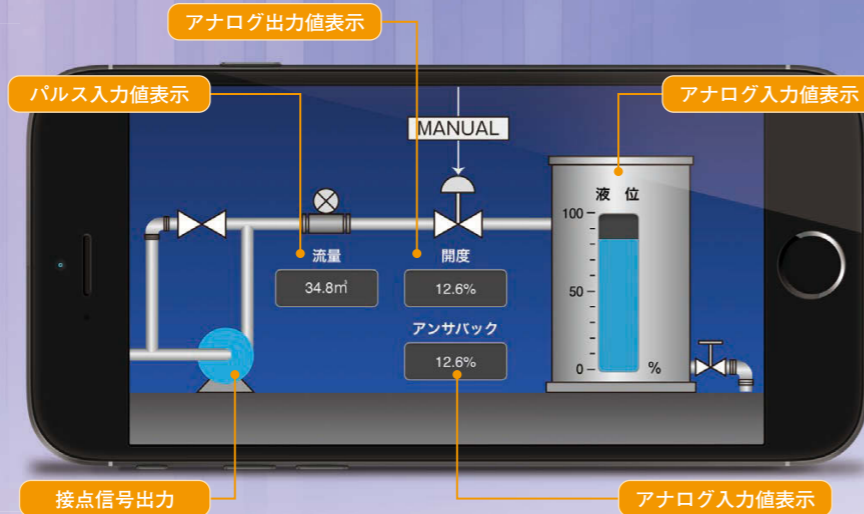 アナログ出力値表示
パルス入力値表示
アナログ入力値表示
MANUAL
液 位
100
50
0
%
流量
34.8㎥
開度
12.6%
アンサバック
12.6%
接点信号出力
アナログ入力値表示